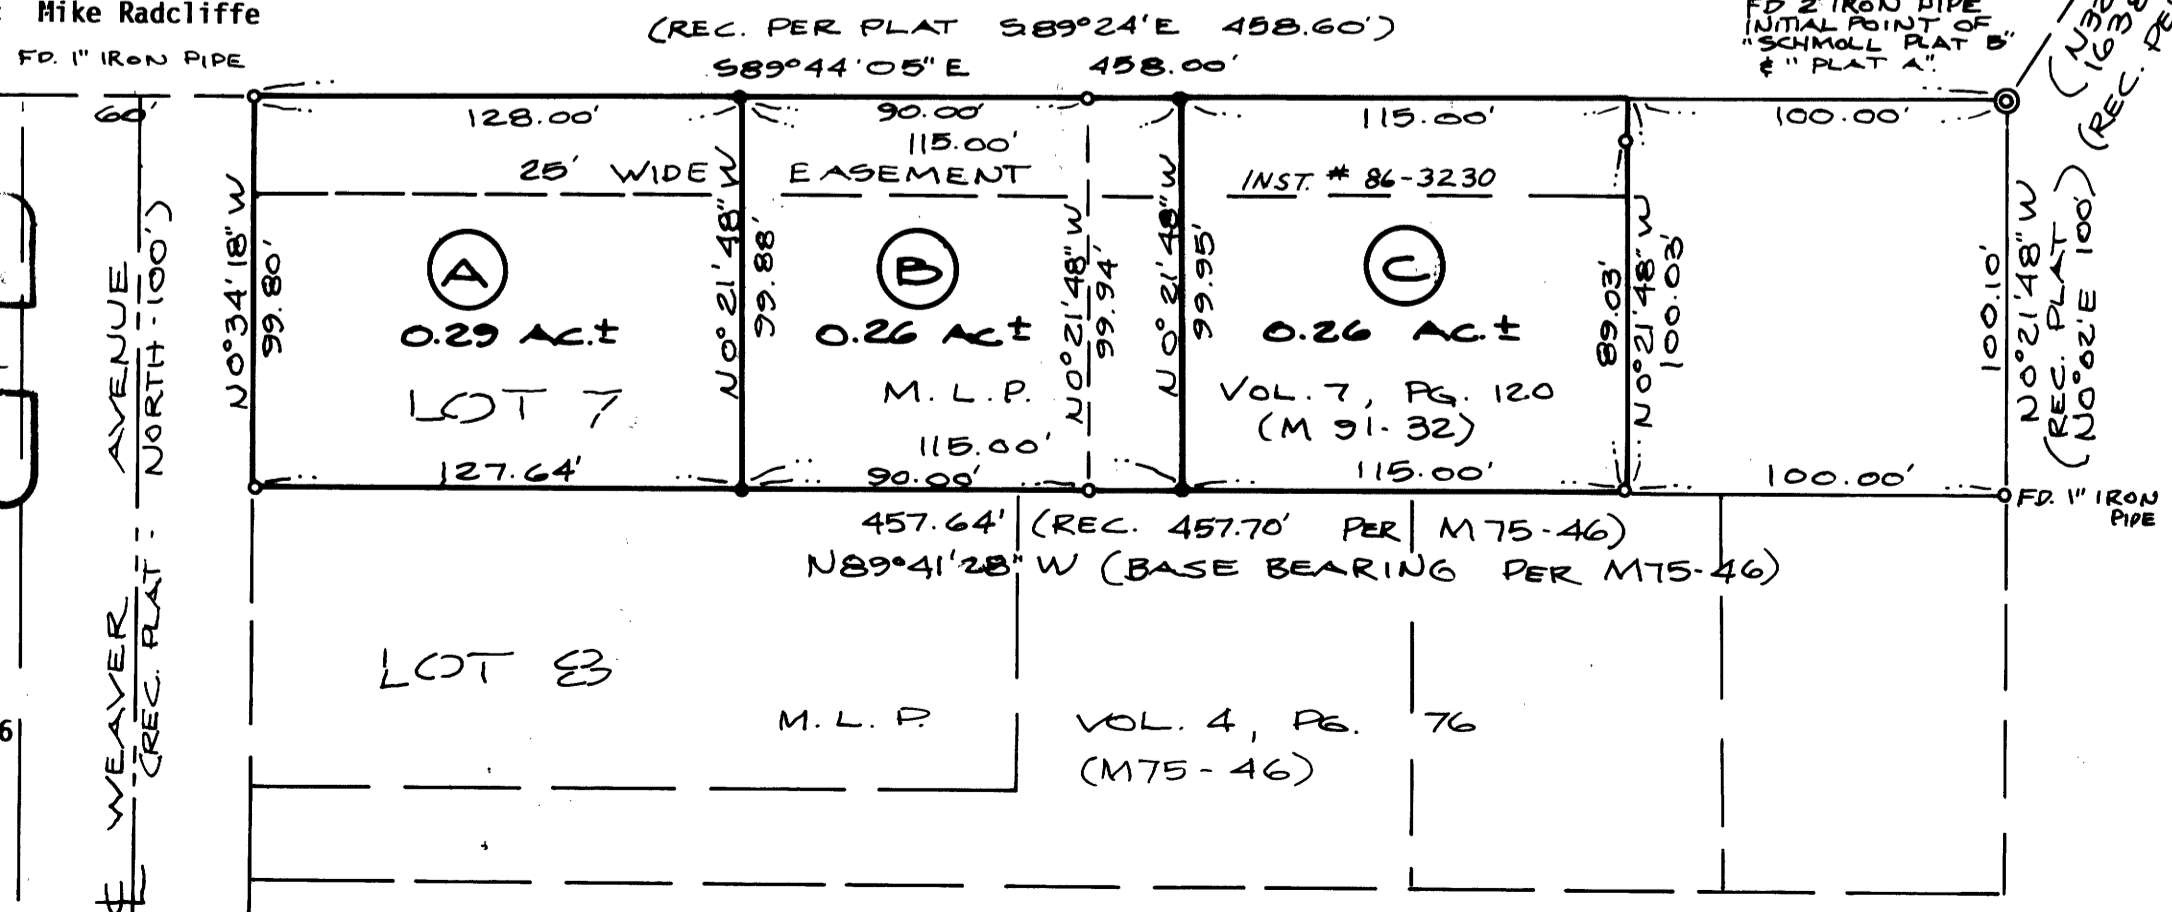 Mike Radcliffe
FD. 1" IRON PIPE
(REC. PER PLAT S89°24'E 458.60')
S89°44'05"E 458.00'
FD 2" IRON PIPE
INITIAL POINT OF
"SCHMOLL PLAT B"
& "PLAT A".
(REC.
60'
128.00'
90.00'
115.00'
115.00'
100.00'
25' WIDE EASEMENT INST. # 86-3230
N0°34'18"W
99.80'
N0°21'48"W
99.88'
N0°21'48"W
99.94'
N0°21'48"W
99.95'
89.03'
N0°21'48"W
100.03'
100.10'
N0°21'48"W
(REC. PLAT)
(N0°02'E 100')
A
0.29 AC.±
LOT 7
B
0.26 AC±
M. L. P.
C
0.26 AC.±
VOL. 7, PG. 120
(M 91-32)
127.64'
115.00'
90.00'
115.00'
100.00'
FD. 1" IRON
PIPE
457.64' (REC. 457.70' PER M75-46)
N89°41'28"W (BASE BEARING PER M75-46)
℄ WEAVER AVENUE
(REC. PLAT: NORTH-100')
LOT 8
M. L. P. VOL. 4, PG. 76
(M75-46)
6